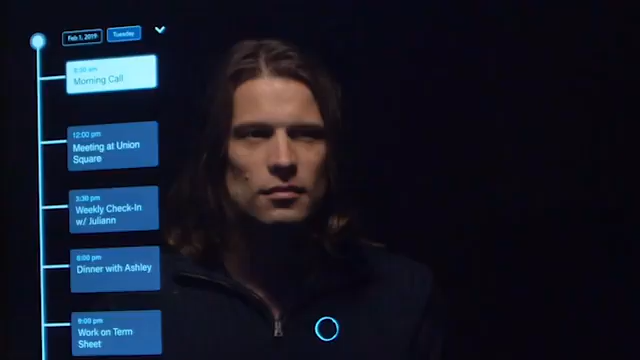 Feb 1, 2019
Tuesday
9:00 am
Morning Call
12:00 pm
Meeting at Union
Square
3:30 pm
Weekly Check-In
w/ Juliann
6:00 pm
Dinner with Ashley
9:00 pm
Work on Term
Sheet